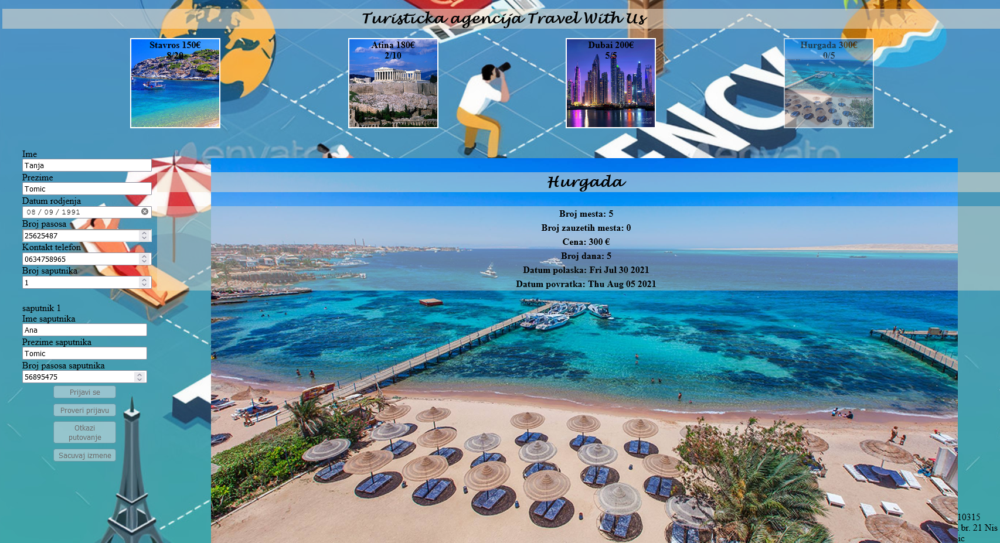 Turisticka agencija Travel With Us
Stavros 150€
8/20
Atina 180€
2/10
Dubai 200€
5/5
Hurgada 300€
0/5
ENCY
envato
envato
Ime
Tanja
Prezime
Tomic
Datum rodjenja
08 / 09 / 1991
Broj pasosa
25625487
Kontakt telefon
0634758965
Broj saputnika
1
saputnik 1
Ime saputnika
Ana
Prezime saputnika
Tomic
Broj pasosa saputnika
56895475
Prijavi se
Proveri prijavu
Otkazi
putovanje
Sacuvaj izmene
Hurgada
Broj mesta: 5
Broj zauzetih mesta: 0
Cena: 300 €
Broj dana: 5
Datum polaska: Fri Jul 30 2021
Datum povratka: Thu Aug 05 2021
10315
br. 21 Nis
ic